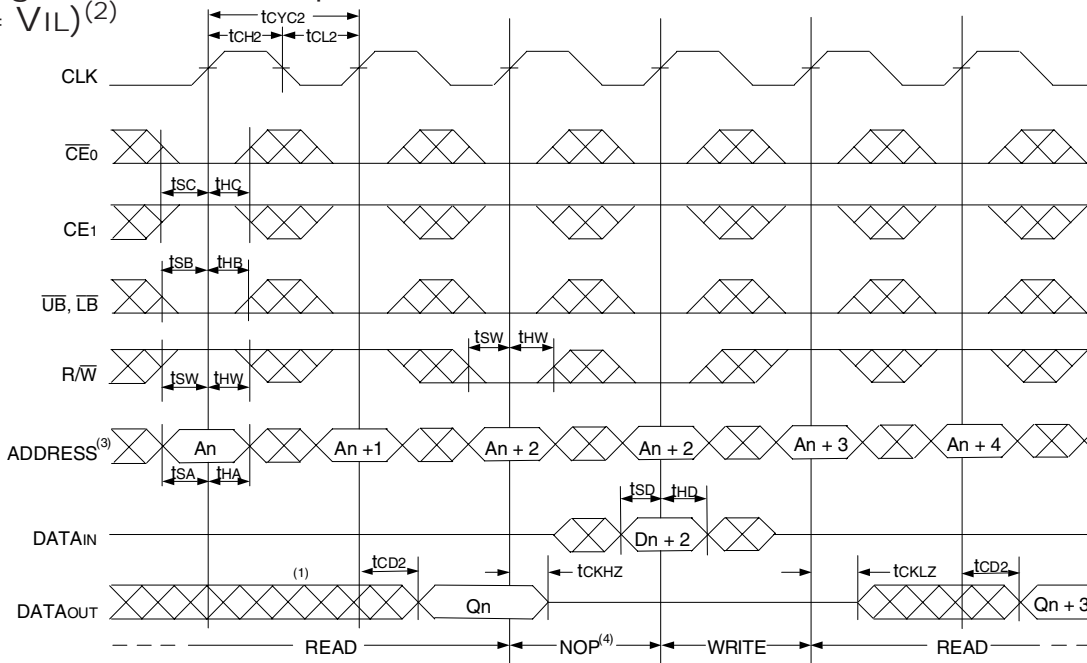 = VIL)(2)
tCYC2
tCH2 tCL2
CLK
CE0
tSC tHC
CE1
tSB tHB
UB, LB
tSW tHW
R/W
tSW tHW
ADDRESS(3) An An +1 An + 2 An + 2 An + 3 An + 4
tSA tHA
tSD tHD
DATAIN Dn + 2
(1) tCD2 tCKHZ tCKLZ tCD2
DATAOUT Qn Qn + 3
READ NOP(4) WRITE READ